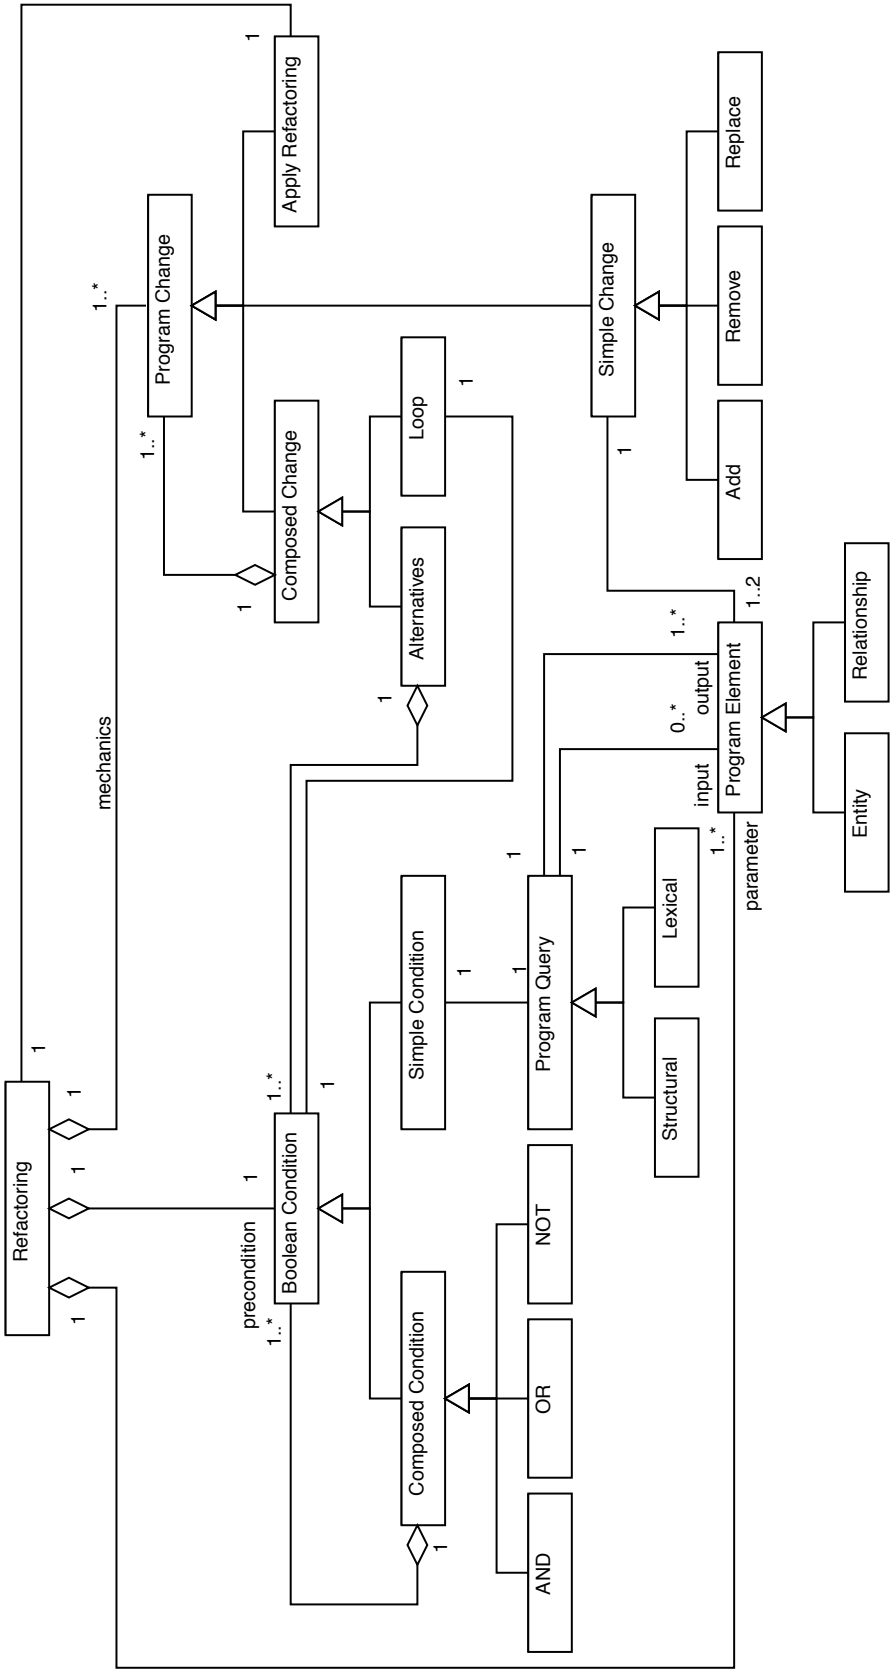 Refactoring
1
1
1
1
mechanics
1..*
1..*
Program Change
precondition
1
1
1
1..*
1..*
Boolean Condition
Composed Change
Apply Refactoring
1
1
Composed Condition
Simple Condition
Alternatives
Loop
1
1
1
1
1
AND
OR
NOT
Program Query
1
Simple Change
1
Structural
Lexical
0..*
1..*
input
output
1..*
Program Element
Add
Remove
Replace
parameter
1..2
Entity
Relationship